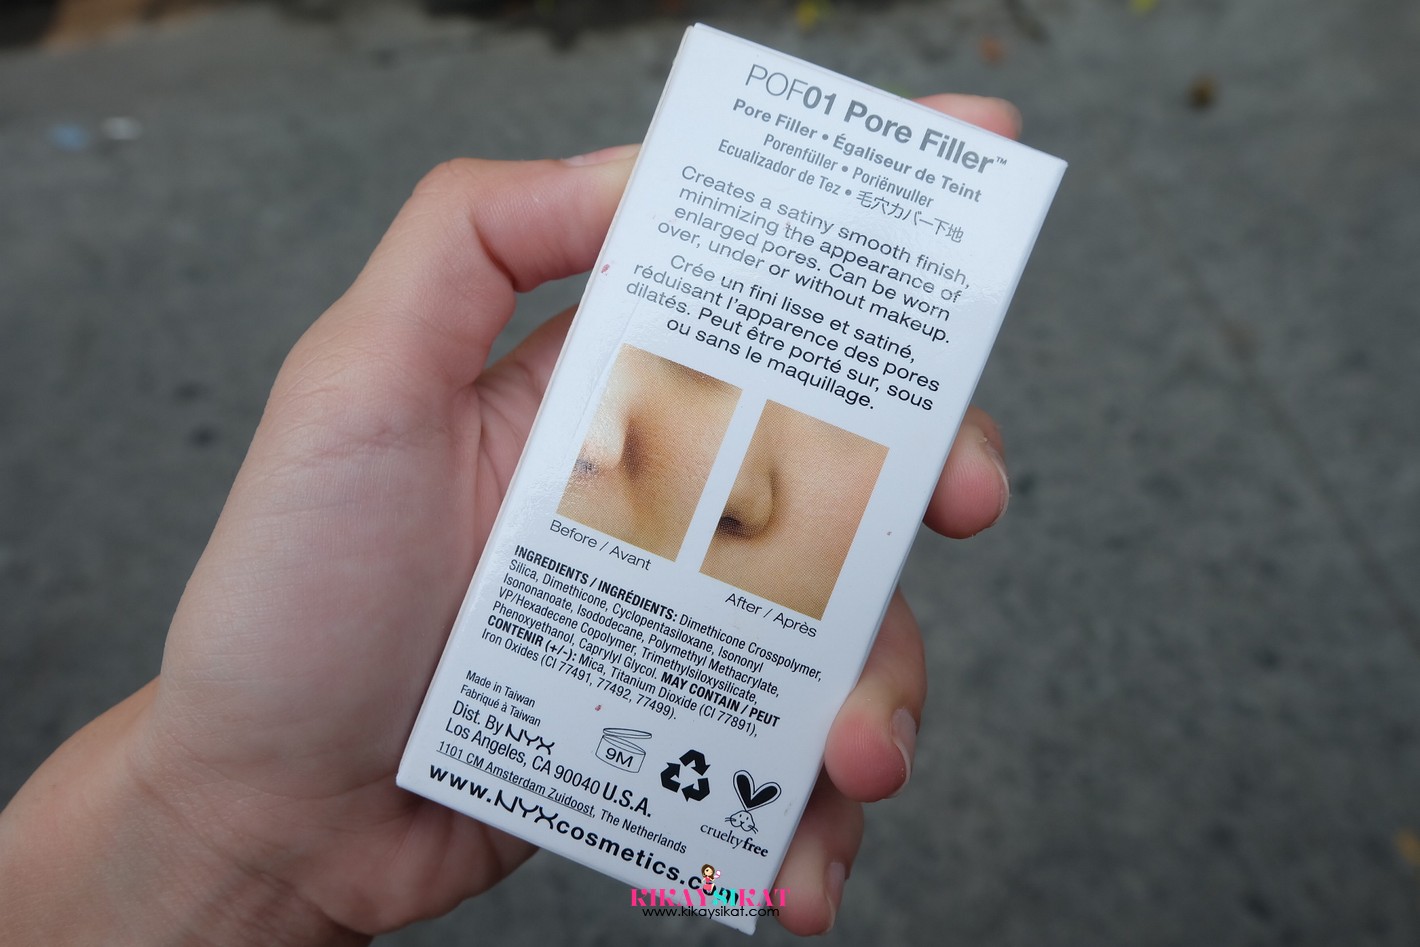 POF01 Pore Filler™
Pore Filler • Égaliseur de Teint
Porenfüller • Poriënvuller
Ecualizador de Tez • 毛穴カバー下地
Creates a satiny smooth finish,
minimizing the appearance of
enlarged pores. Can be worn
over, under or without makeup.
Crée un fini lisse et satiné,
réduisant l'apparence des pores
dilatés. Peut être porté sur, sous
ou sans le maquillage.
Before / Avant
After / Après
INGREDIENTS / INGRÉDIENTS: Dimethicone Crosspolymer,
Silica, Dimethicone, Cyclopentasiloxane, Isononyl
Isononanoate, Isododecane, Polymethyl Methacrylate,
VP/Hexadecene Copolymer, Trimethylsiloxysilicate,
Phenoxyethanol, Caprylyl Glycol. MAY CONTAIN / PEUT
CONTENIR (+/-): Mica, Titanium Dioxide (CI 77891),
Iron Oxides (CI 77491, 77492, 77499).
Made in Taiwan
Fabriqué à Taiwan
Dist. By NYX
Los Angeles, CA 90040 U.S.A.
1101 CM Amsterdam Zuidoost, The Netherlands
www.NYXcosmetics.com
9M
crueltyfree
KIKAYSIKAT
www.kikaysikat.com